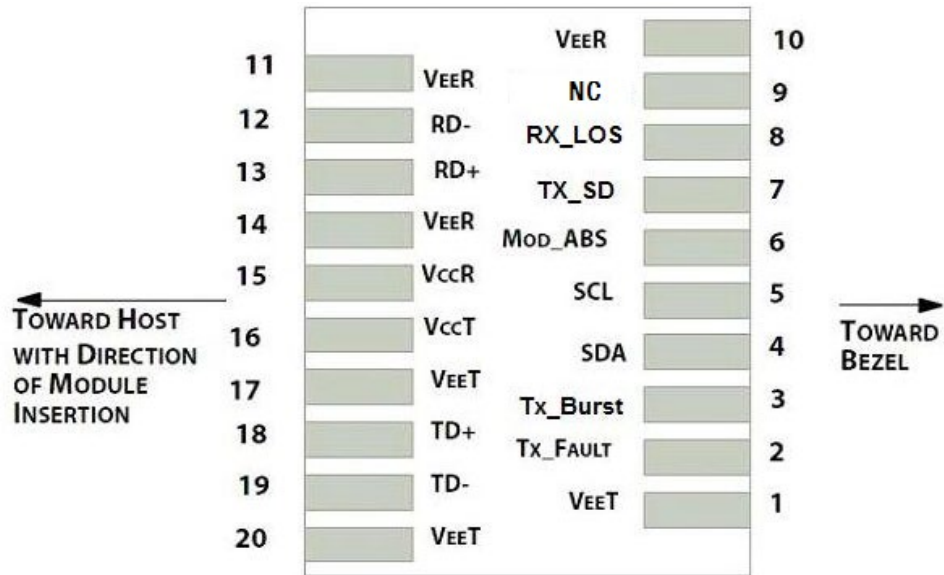 VEER 10
11 VEER
NC 9
12 RD-
RX_LOS 8
13 RD+
TX_SD 7
14 VEER
MOD_ABS 6
15 VCCR
SCL 5
TOWARD HOST
WITH DIRECTION
OF MODULE
INSERTION
TOWARD
BEZEL
16 VCCT
SDA 4
17 VEET
Tx_Burst 3
18 TD+
TX_FAULT 2
19 TD-
VEET 1
20 VEET